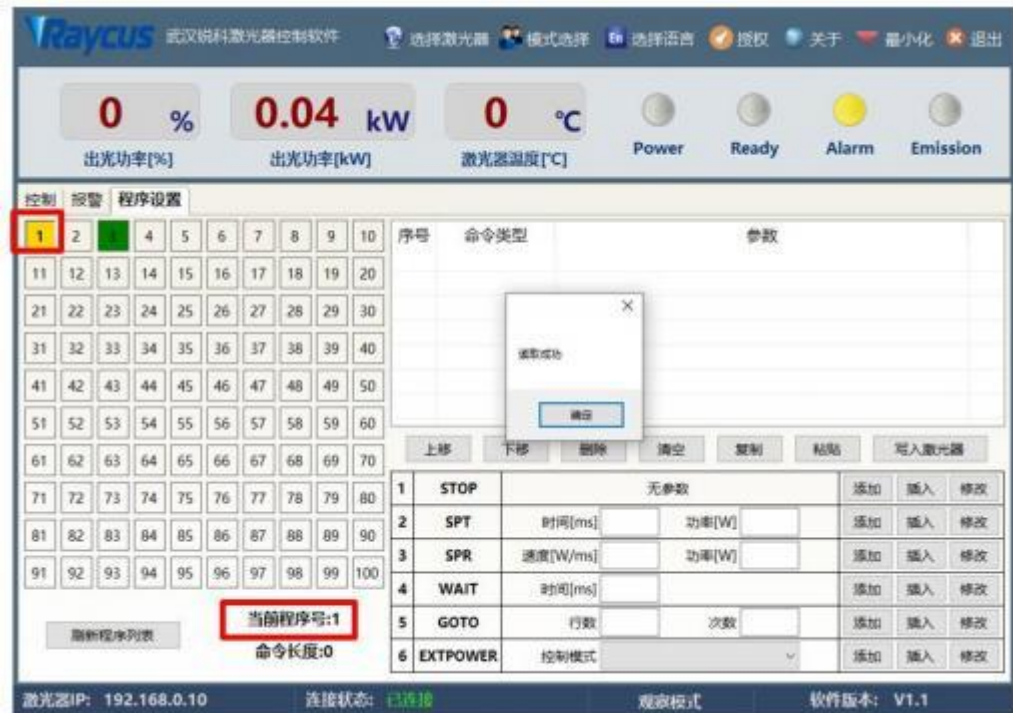 Raycus 武汉锐科激光器控制软件 选择激光器 模式选择 En 选择语言 授权 关于 最小化 退出
0 % 0.04 kW 0 ℃
出光功率[%] 出光功率[kW] 激光器温度[℃] Power Ready Alarm Emission
控制 报警 程序设置
1 2 3 4 5 6 7 8 9 10 序号 命令类型 参数
11 12 13 14 15 16 17 18 19 20
21 22 23 24 25 26 27 28 29 30
31 32 33 34 35 36 37 38 39 40
读取成功
41 42 43 44 45 46 47 48 49 50
确定
51 52 53 54 55 56 57 58 59 60
上移 下移 删除 清空 复制 粘贴 写入激光器
61 62 63 64 65 66 67 68 69 70
71 72 73 74 75 76 77 78 79 80
81 82 83 84 85 86 87 88 89 90
91 92 93 94 95 96 97 98 99 100
1 STOP 无参数 添加 插入 修改
2 SPT 时间[ms] 功率[W] 添加 插入 修改
3 SPR 速度[W/ms] 功率[W] 添加 插入 修改
4 WAIT 时间[ms] 添加 插入 修改
5 GOTO 行数 次数 添加 插入 修改
6 EXTPOWER 控制模式 添加 插入 修改
刷新程序列表
当前程序号:1
命令长度:0
激光器IP: 192.168.0.10 连接状态: 已连接 观察模式 软件版本: V1.1